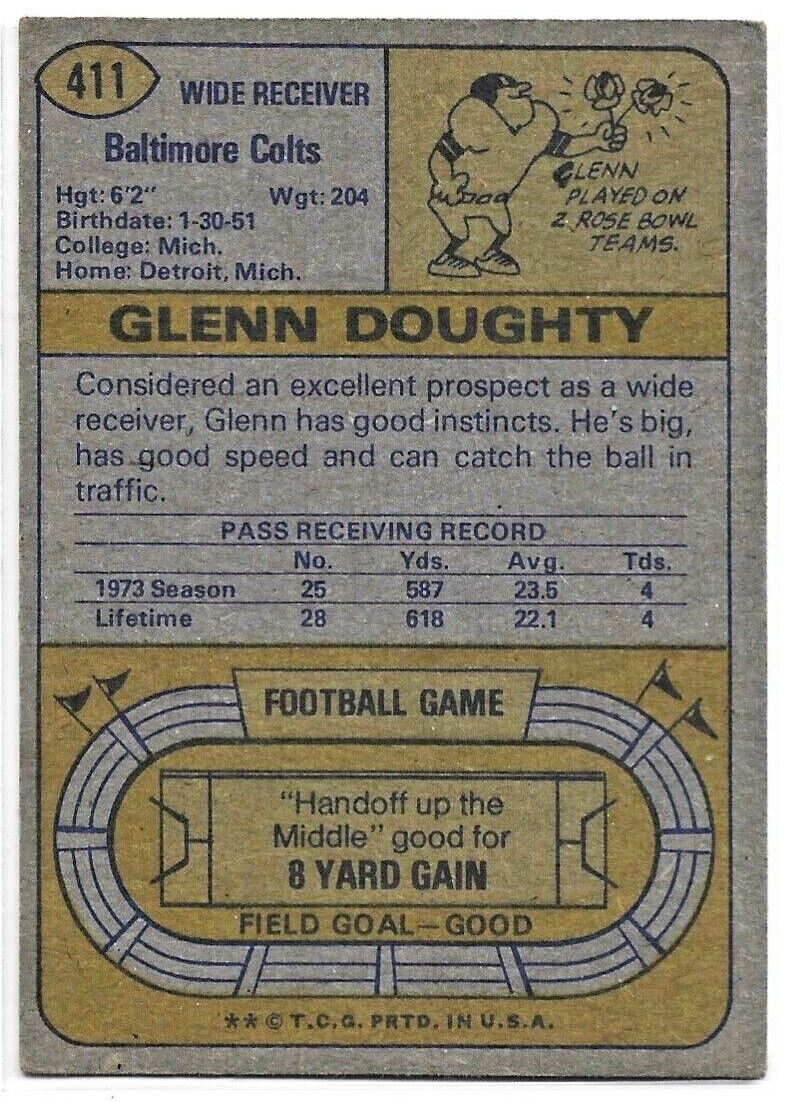 411
WIDE RECEIVER
Baltimore Colts
Hgt: 6'2" Wgt: 204
Birthdate: 1-30-51
College: Mich.
Home: Detroit, Mich.
GLENN
PLAYED ON
2 ROSE BOWL
TEAMS.
GLENN DOUGHTY
Considered an excellent prospect as a wide
receiver, Glenn has good instincts. He's big,
has good speed and can catch the ball in
traffic.
PASS RECEIVING RECORD
No. Yds. Avg. Tds.
1973 Season 25 587 23.5 4
Lifetime 28 618 22.1 4
FOOTBALL GAME
"Handoff up the
Middle" good for
8 YARD GAIN
FIELD GOAL—GOOD
** © T.C.G. PRTD. IN U.S.A.